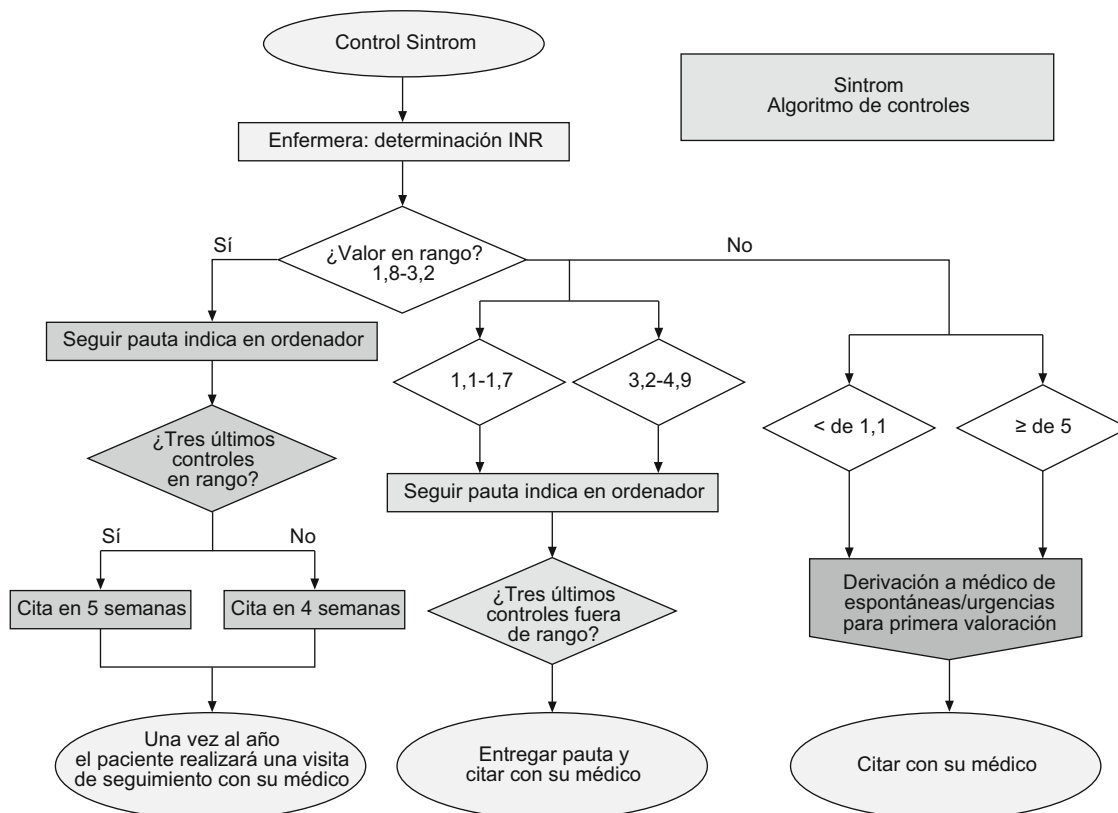 Control Sintrom
Sintrom
Algoritmo de controles
Enfermera: determinación INR
¿Valor en rango?
1,8-3,2
Sí
No
Seguir pauta indica en ordenador
¿Tres últimos
controles
en rango?
Sí
No
Cita en 5 semanas
Cita en 4 semanas
Una vez al año
el paciente realizará una visita
de seguimiento con su médico
1,1-1,7
3,2-4,9
Seguir pauta indica en ordenador
¿Tres últimos
controles fuera
de rango?
Entregar pauta y
citar con su médico
< de 1,1
≥ de 5
Derivación a médico de
espontáneas/urgencias
para primera valoración
Citar con su médico